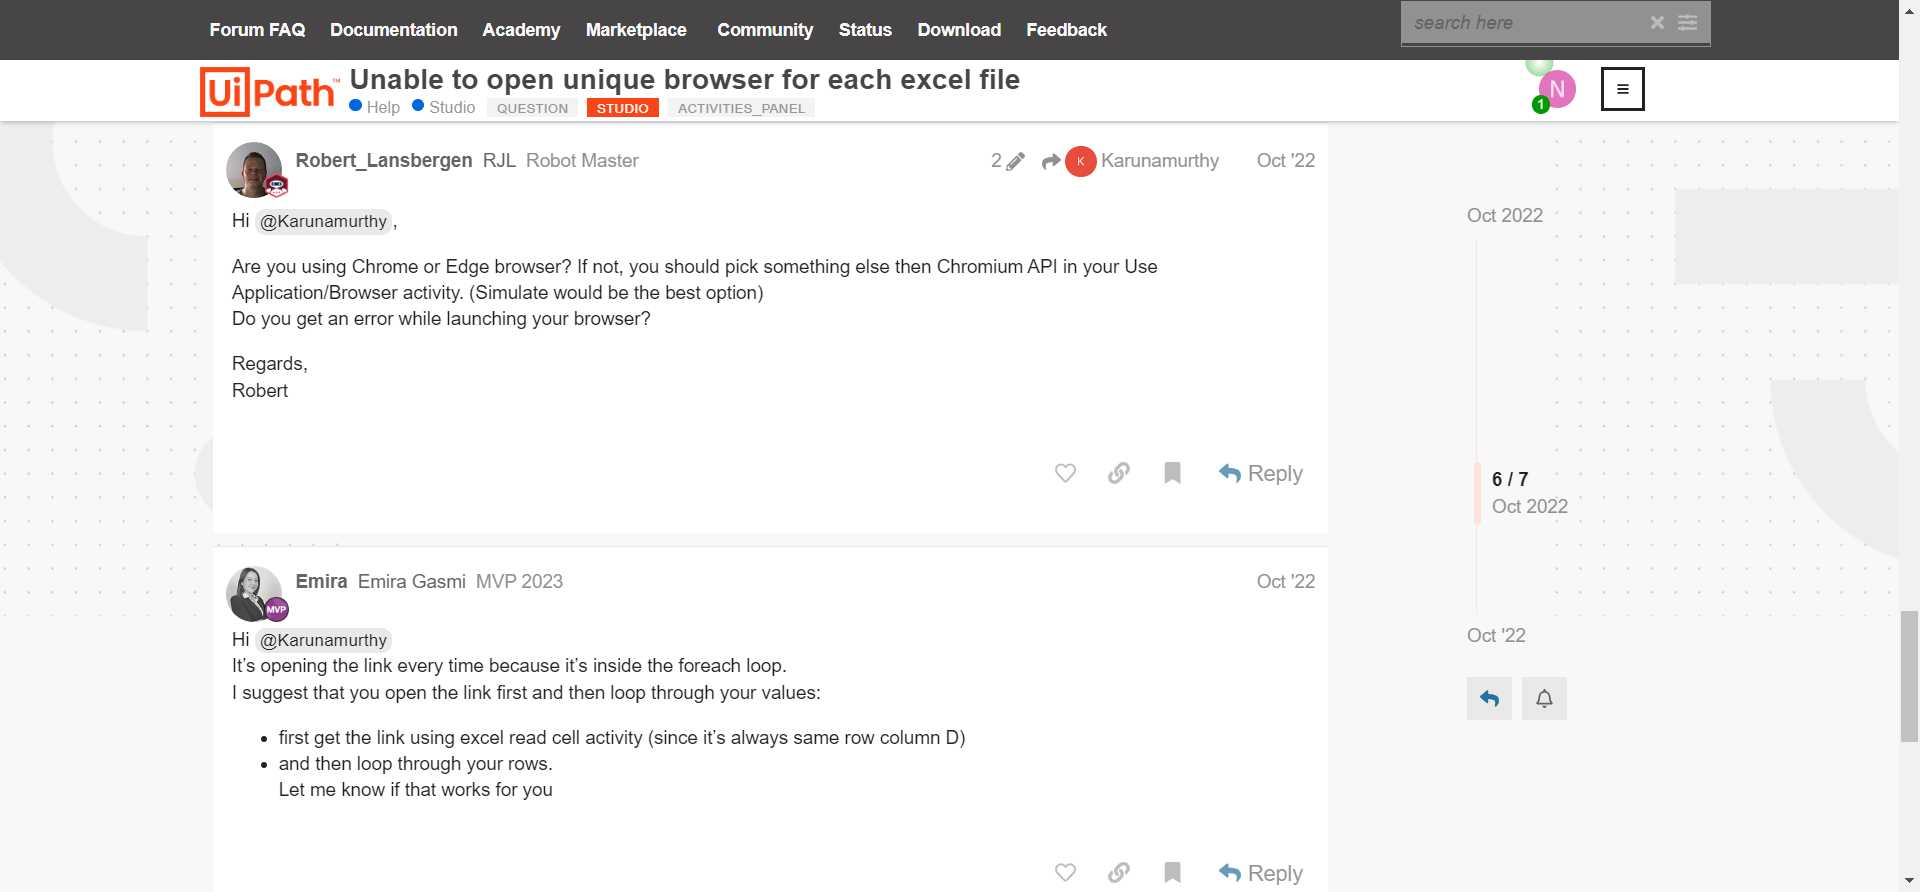 Forum FAQ Documentation Academy Marketplace Community Status Download Feedback
search here
UiPath™ Unable to open unique browser for each excel file
Help Studio QUESTION STUDIO ACTIVITIES_PANEL
N
1
Robert_Lansbergen RJL Robot Master 2 K Karunamurthy Oct '22
Hi @Karunamurthy,
Are you using Chrome or Edge browser? If not, you should pick something else then Chromium API in your Use
Application/Browser activity. (Simulate would be the best option)
Do you get an error while launching your browser?
Regards,
Robert
Reply
Oct 2022
6 / 7
Oct 2022
Oct '22
Emira Emira Gasmi MVP 2023 Oct '22
MVP
Hi @Karunamurthy
It’s opening the link every time because it’s inside the foreach loop.
I suggest that you open the link first and then loop through your values:
• first get the link using excel read cell activity (since it’s always same row column D)
• and then loop through your rows.
Let me know if that works for you
Reply